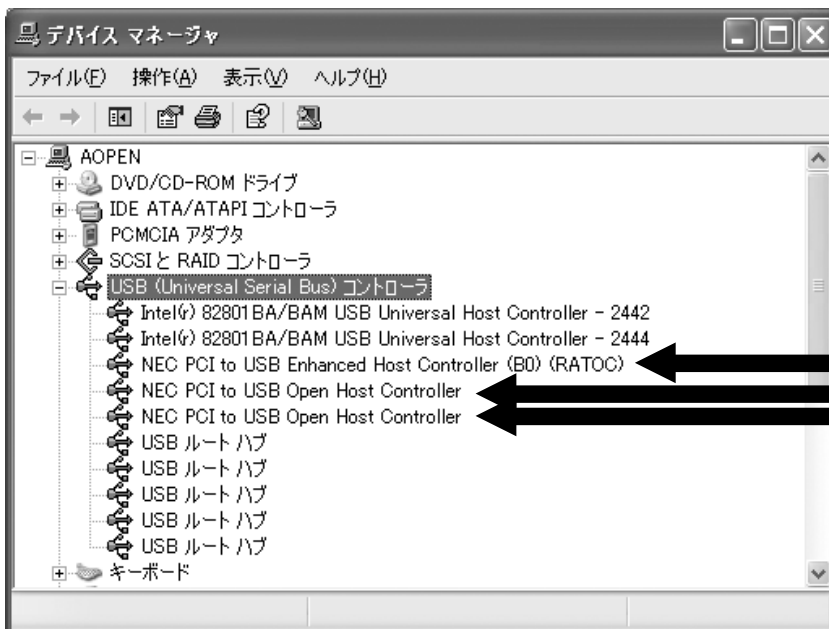 デバイス マネージャ
ファイル(F) 操作(A) 表示(V) ヘルプ(H)
AOPEN
DVD/CD-ROM ドライブ
IDE ATA/ATAPI コントローラ
PCMCIA アダプタ
SCSI と RAID コントローラ
USB (Universal Serial Bus) コントローラ
Intel(r) 82801BA/BAM USB Universal Host Controller - 2442
Intel(r) 82801BA/BAM USB Universal Host Controller - 2444
NEC PCI to USB Enhanced Host Controller (B0) (RATOC)
NEC PCI to USB Open Host Controller
NEC PCI to USB Open Host Controller
USB ルート ハブ
USB ルート ハブ
USB ルート ハブ
USB ルート ハブ
USB ルート ハブ
キーボード